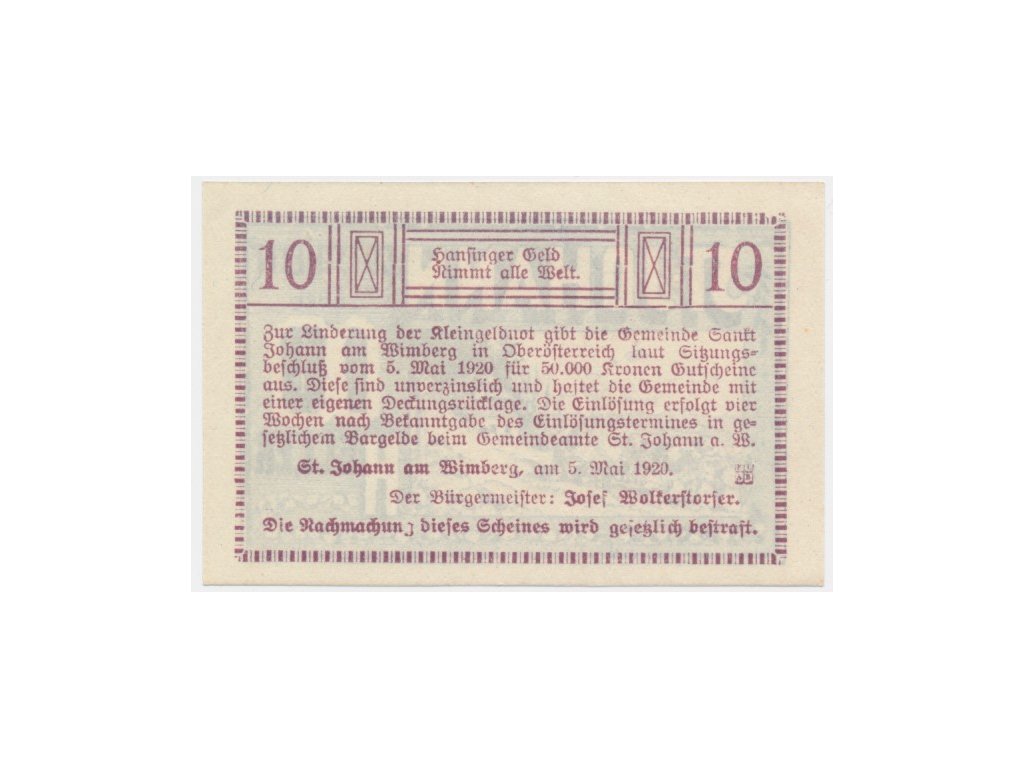 10
Hansinger Geld
Nimmt alle Welt.
10
Zur Linderung der Kleingeldnot gibt die Gemeinde Sankt
Johann am Wimberg in Oberösterreich laut Sitzungs-
beschluß vom 5. Mai 1920 für 50.000 Kronen Gutscheine
aus. Diese sind unverzinslich und haftet die Gemeinde mit
einer eigenen Deckungsrücklage. Die Einlösung erfolgt vier
Wochen nach Bekanntgabe des Einlösungstermines in ge-
setzlichem Bargelde beim Gemeindeamte St. Johann a. W.
St. Johann am Wimberg, am 5. Mai 1920.
Der Bürgermeister: Josef Wolkerstorfer.
Die Nachmachung dieses Scheines wird gesetzlich bestraft.